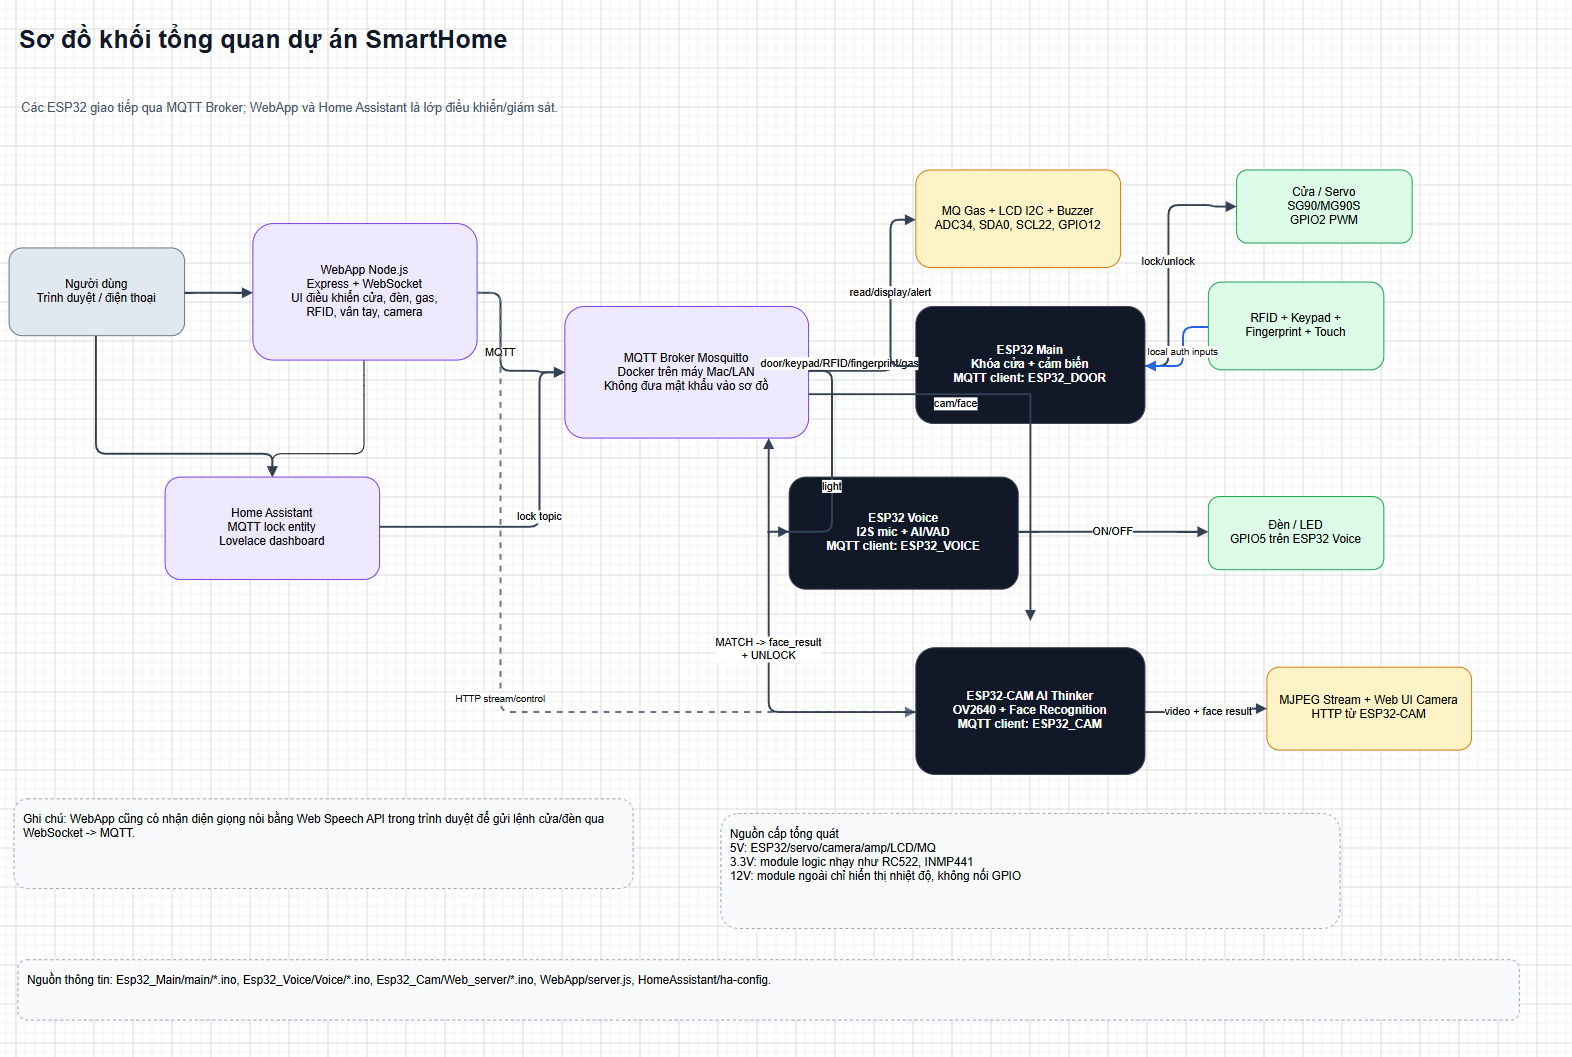 Sơ đồ khối tổng quan dự án SmartHome
Các ESP32 giao tiếp qua MQTT Broker; WebApp và Home Assistant là lớp điều khiển/giám sát.
Người dùng
Trình duyệt / điện thoại
WebApp Node.js
Express + WebSocket
UI điều khiển cửa, đèn, gas,
RFID, vân tay, camera
MQTT
MQTT Broker Mosquitto
Docker trên máy Mac/LAN
Không đưa mật khẩu vào sơ đồ
Home Assistant
MQTT lock entity
Lovelace dashboard
lock topic
MQ Gas + LCD I2C + Buzzer
ADC34, SDA0, SCL22, GPIO12
read/display/alert
door/keypad/RFID/fingerprint/gas
ESP32 Main
Khóa cửa + cảm biến
MQTT client: ESP32_DOOR
cam/face
Cửa / Servo
SG90/MG90S
GPIO2 PWM
lock/unlock
RFID + Keypad +
Fingerprint + Touch
local auth inputs
light
ESP32 Voice
I2S mic + AI/VAD
MQTT client: ESP32_VOICE
ON/OFF
Đèn / LED
GPIO5 trên ESP32 Voice
MATCH -> face_result
+ UNLOCK
HTTP stream/control
ESP32-CAM AI Thinker
OV2640 + Face Recognition
MQTT client: ESP32_CAM
video + face result
MJPEG Stream + Web UI Camera
HTTP từ ESP32-CAM
Ghi chú: WebApp cũng có nhận diện giọng nói bằng Web Speech API trong trình duyệt để gửi lệnh cửa/đèn qua
WebSocket -> MQTT.
Nguồn cấp tổng quát
5V: ESP32/servo/camera/amp/LCD/MQ
3.3V: module logic nhạy như RC522, INMP441
12V: module ngoài chỉ hiển thị nhiệt độ, không nối GPIO
Nguồn thông tin: Esp32_Main/main/*.ino, Esp32_Voice/Voice/*.ino, Esp32_Cam/Web_server/*.ino, WebApp/server.js, HomeAssistant/ha-config.